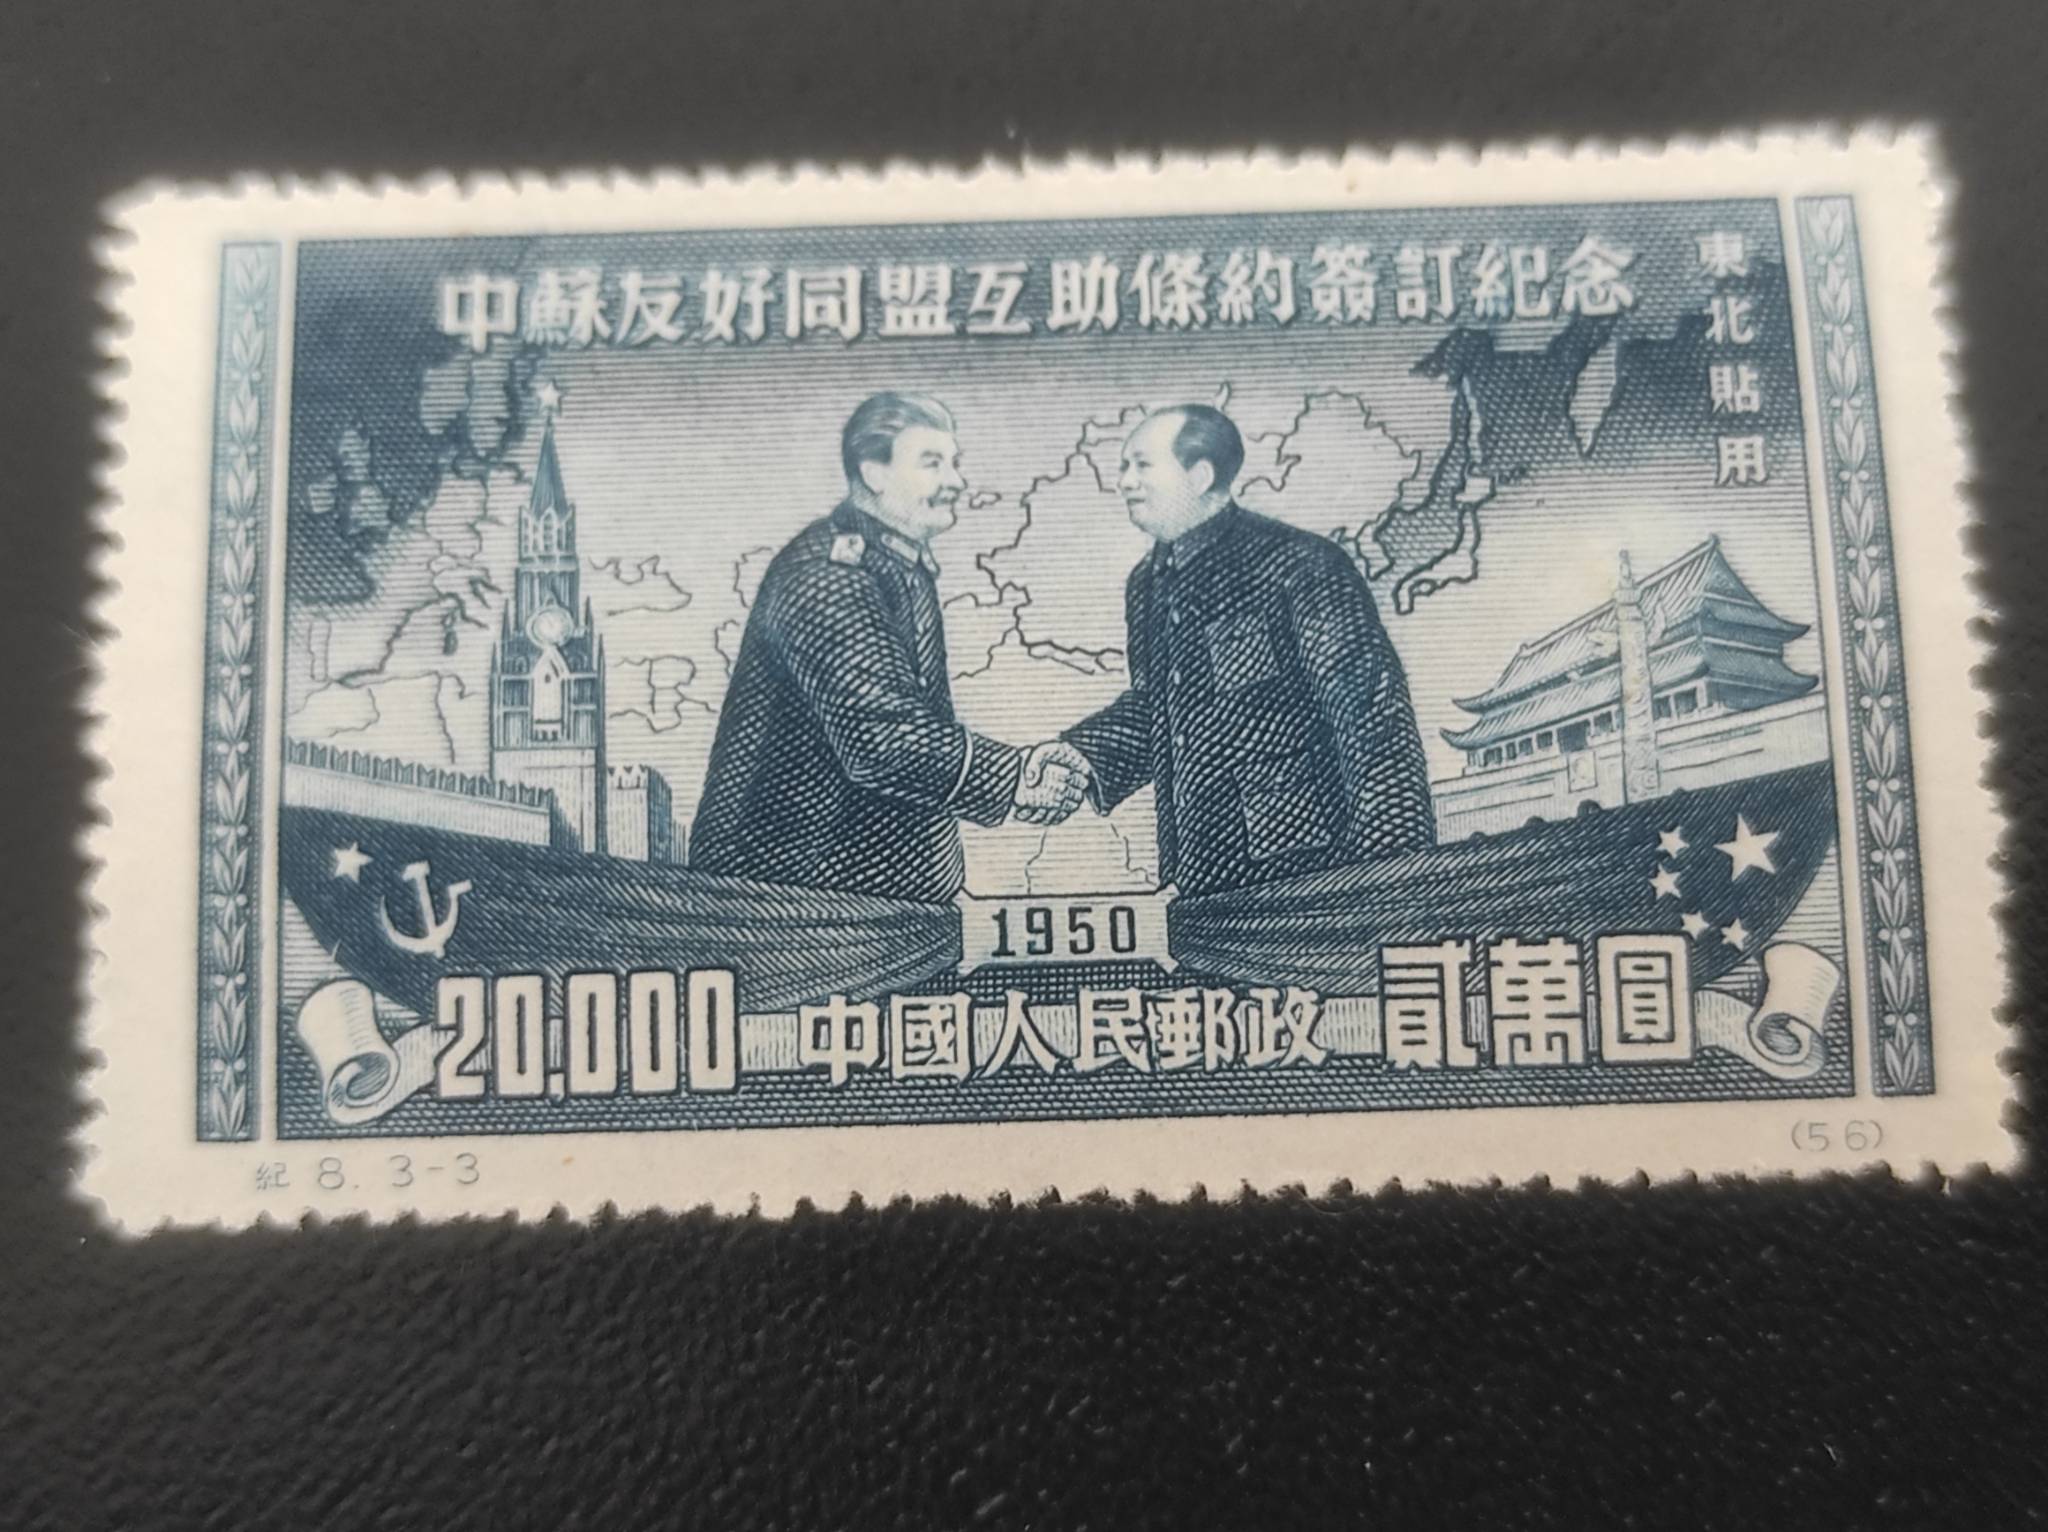 中蘇友好同盟互助條約簽訂紀念
東北貼用
1950
20,000 中國人民郵政 貳萬圓
紀 8. 3-3
(56)